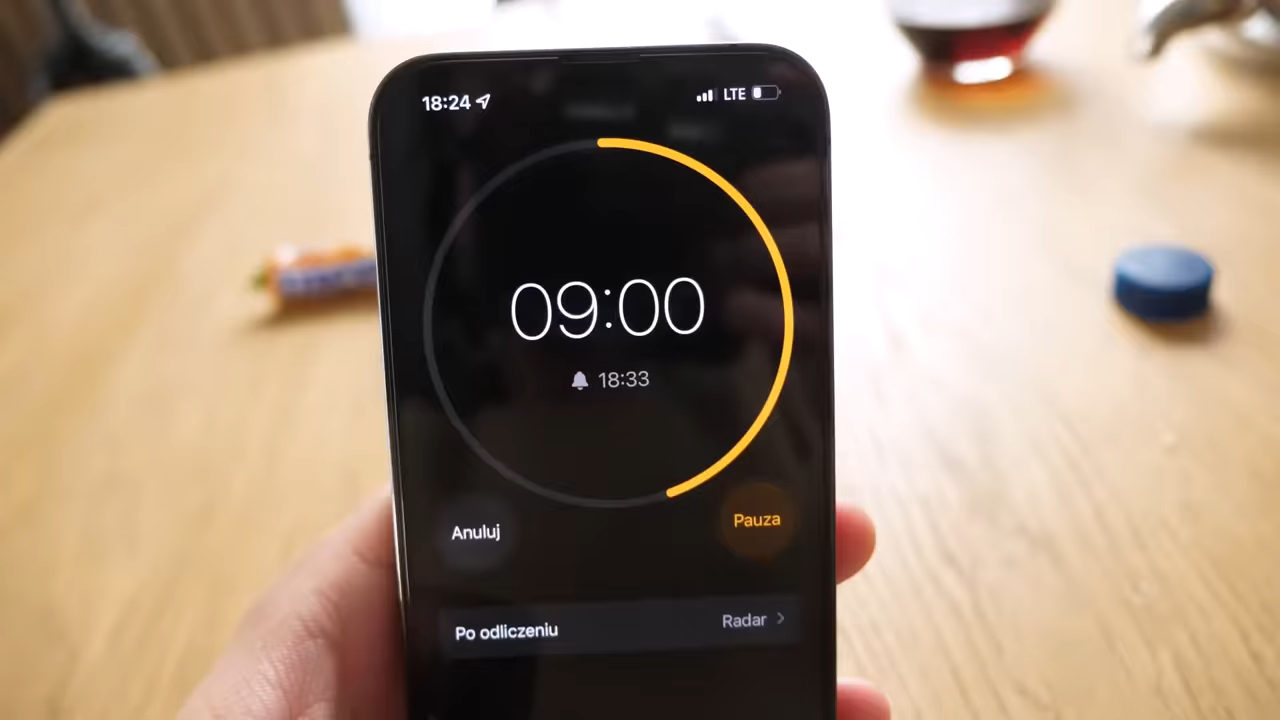 18:24 LTE
09:00
18:33
Anuluj Pauza
Po odliczeniu Radar